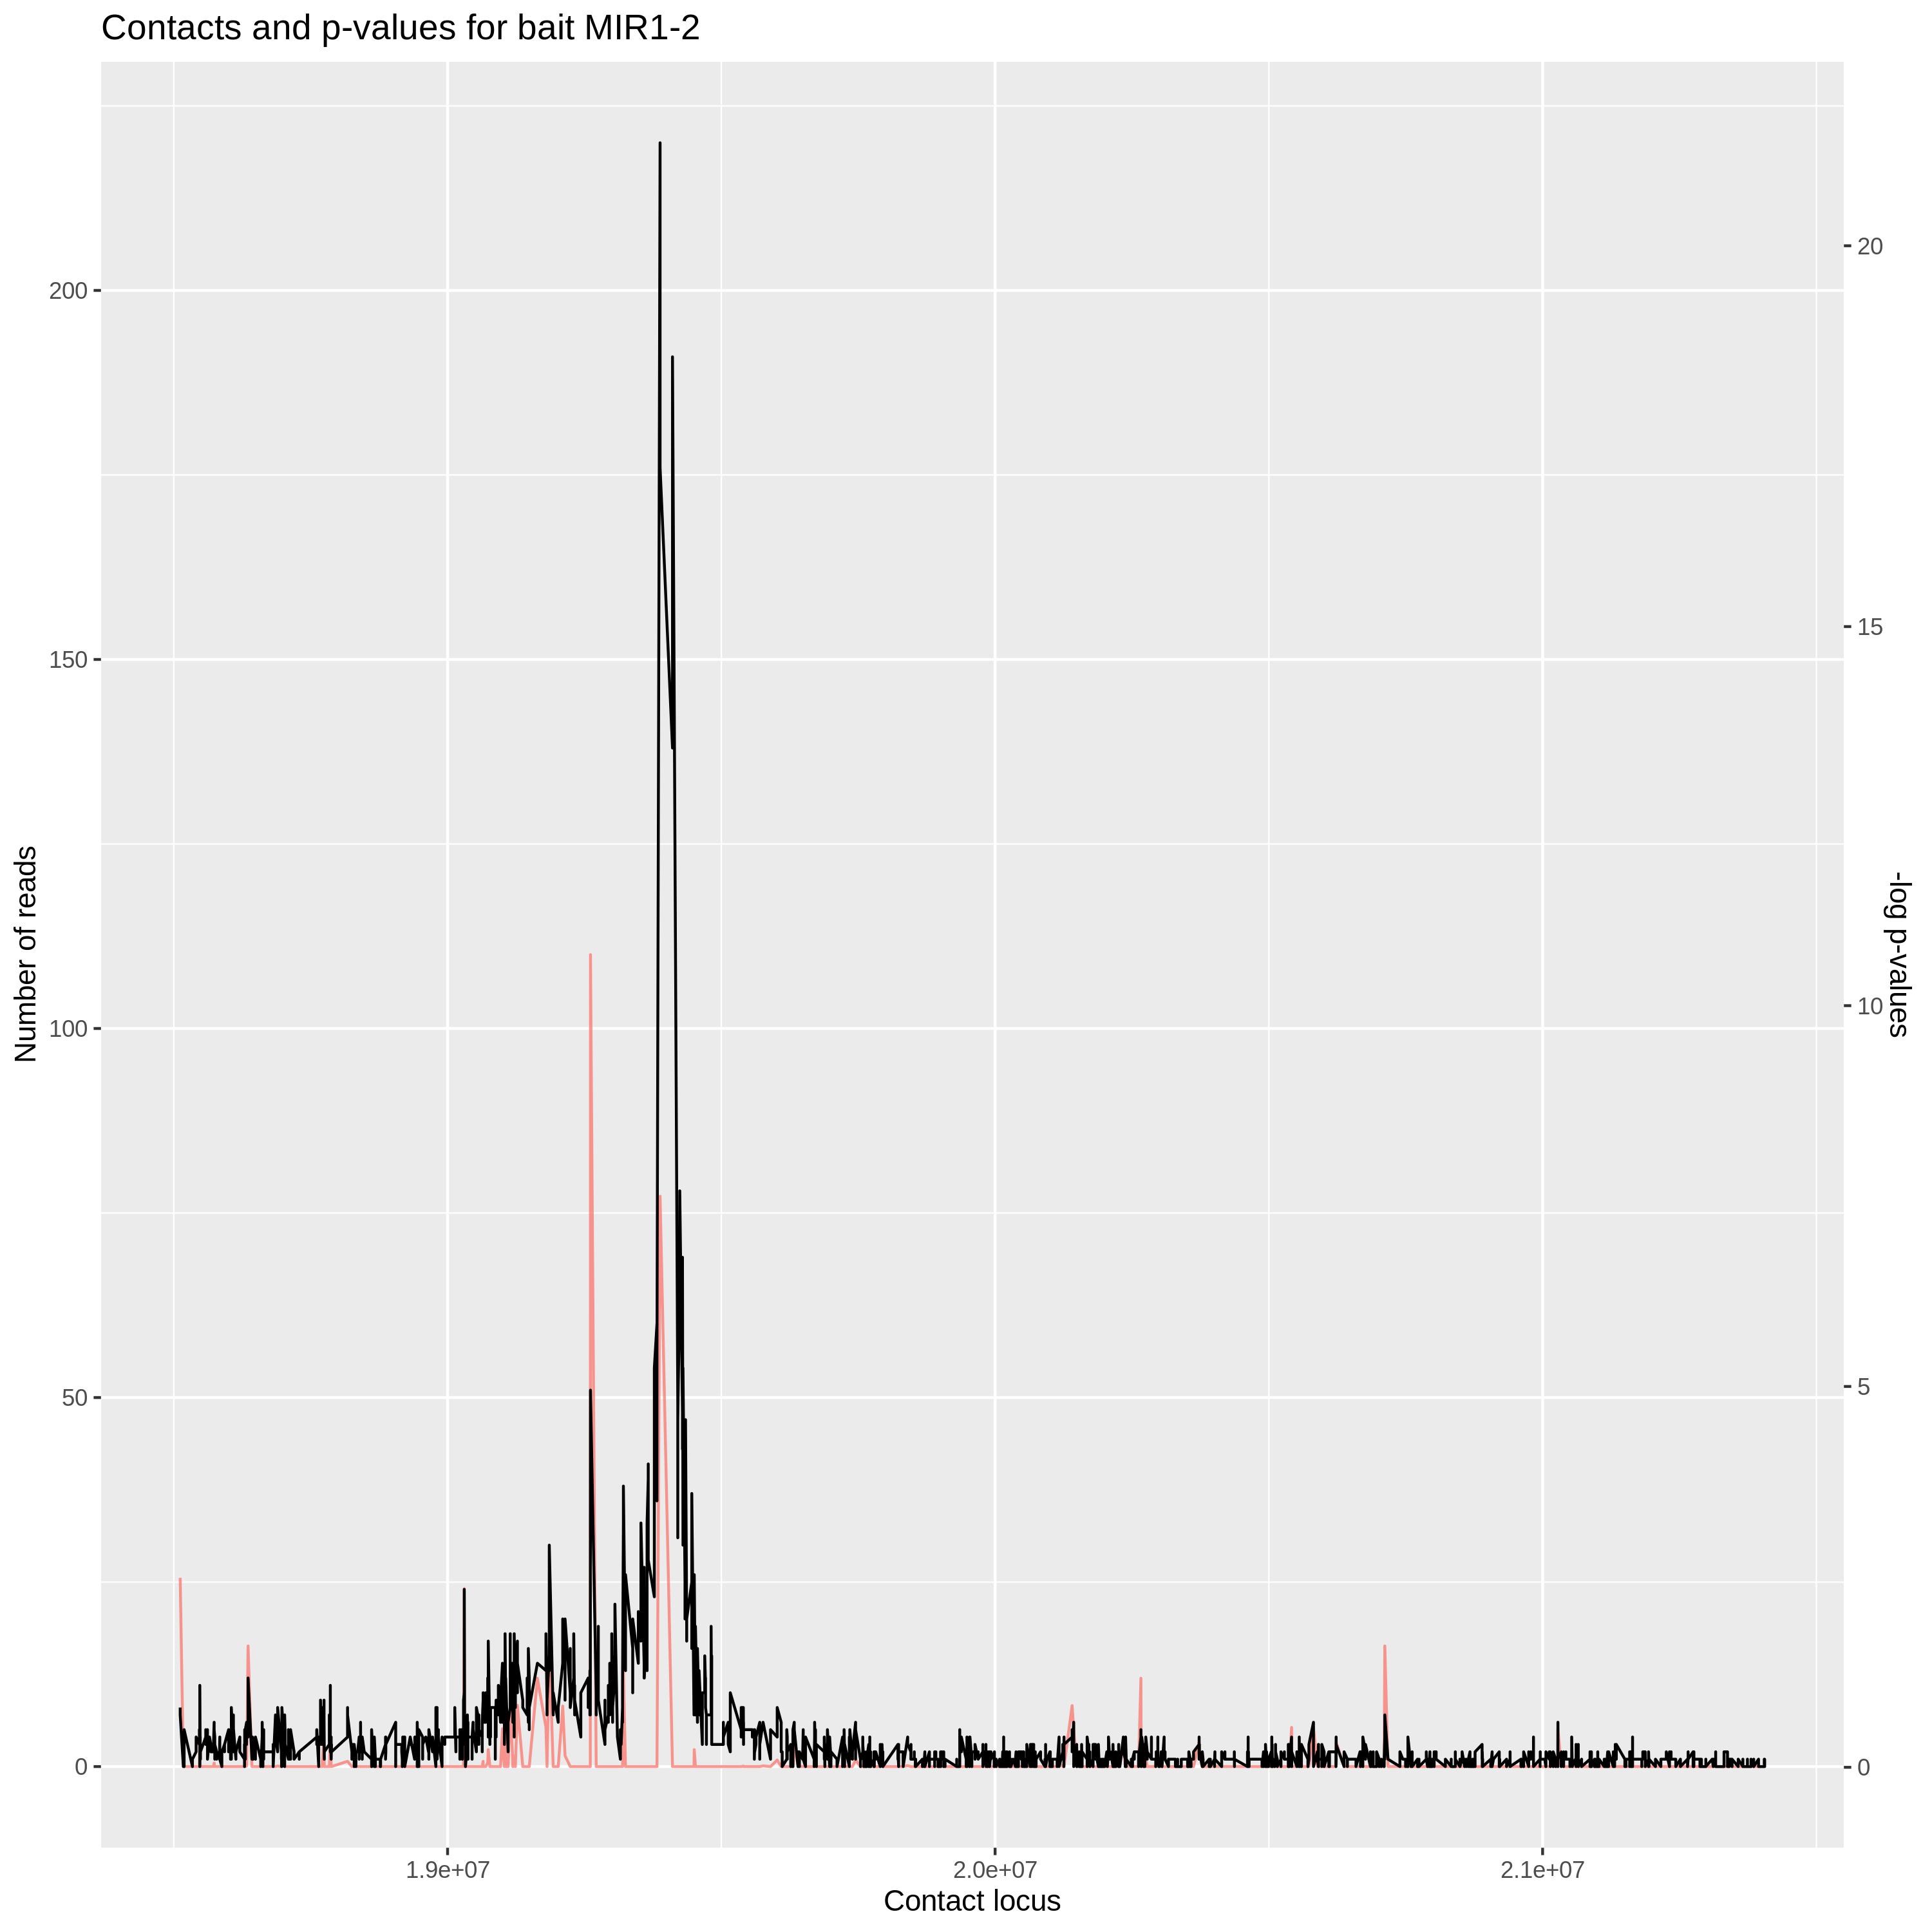 Contacts and p-values for bait MIR1-2
Number of reads
200
150
100
50
0
20
15
10
5
0
-log p-values
1.9e+07
2.0e+07
2.1e+07
Contact locus